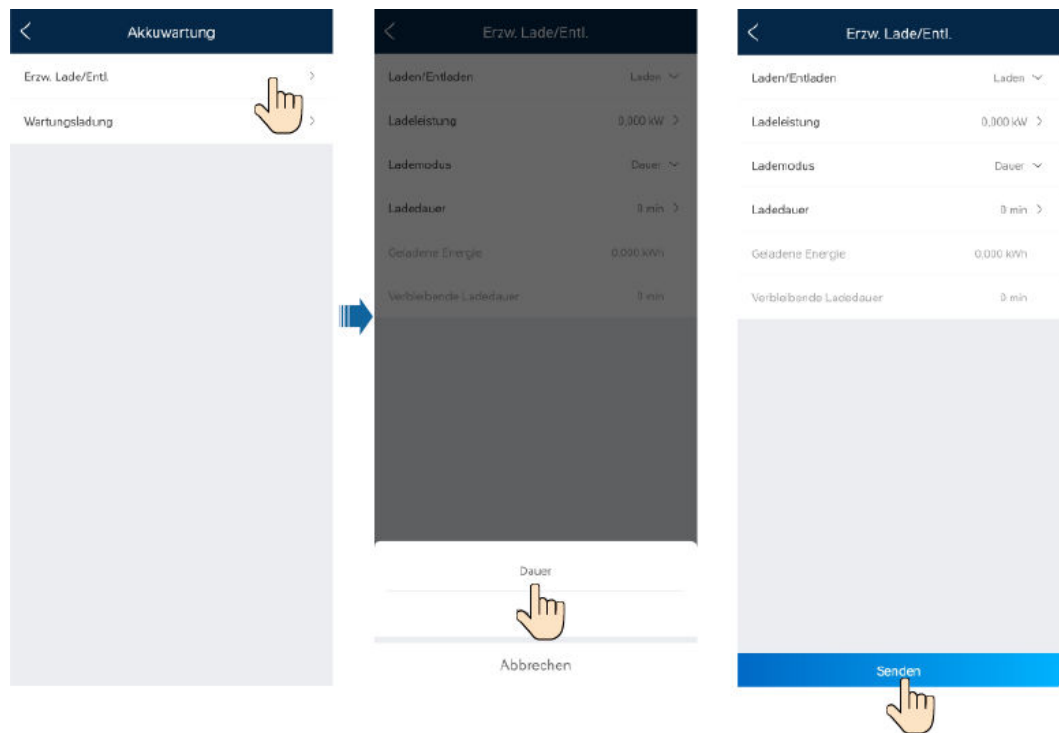 Akkuwartung
Erzw. Lade/Entl.
Wartungsladung
Erzw. Lade/Entl.
Laden/Entladen Laden
Ladeleistung 0,000 kW
Lademodus Dauer
Ladedauer 0 min
Geladene Energie 0,000 kWh
Verbleibende Ladedauer 0 min
Dauer
Abbrechen
Erzw. Lade/Entl.
Laden/Entladen Laden
Ladeleistung 0,000 kW
Lademodus Dauer
Ladedauer 0 min
Geladene Energie 0,000 kWh
Verbleibende Ladedauer 0 min
Senden